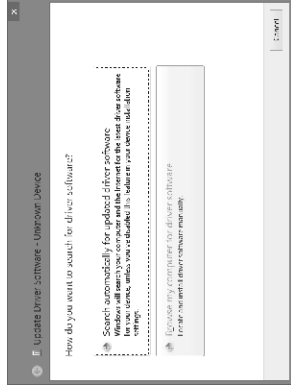 Update Driver Software - Unknown Device
How do you want to search for driver software?
Search automatically for updated driver software
Windows will search your computer and the Internet for the latest driver software
for your device, unless you've disabled this feature in your device installation
settings.
Browse my computer for driver software
Locate and install driver software manually.
Cancel